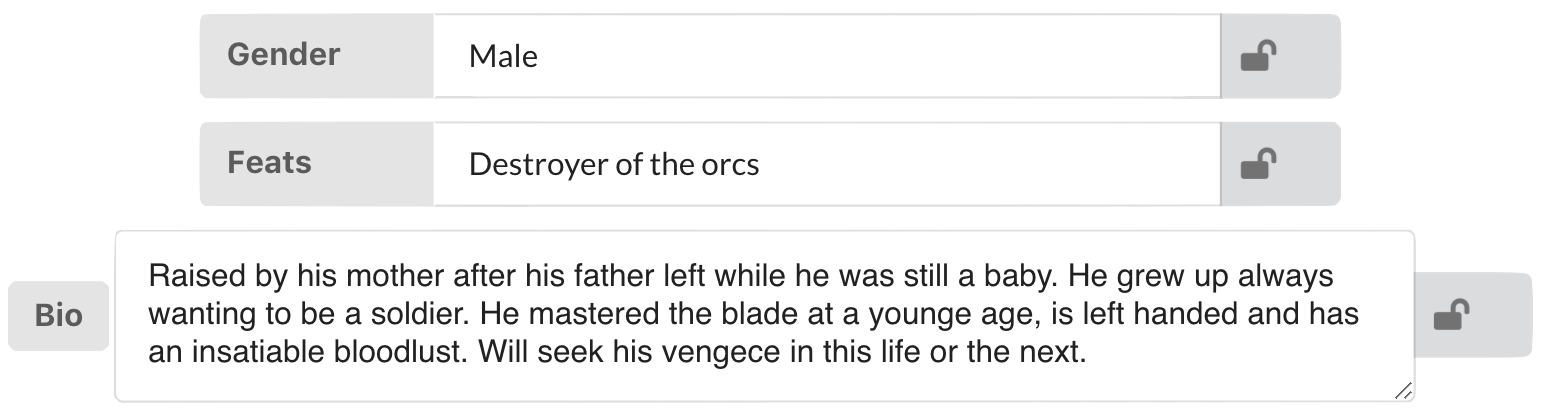 Gender Male
Feats Destroyer of the orcs
Bio
Raised by his mother after his father left while he was still a baby. He grew up always
wanting to be a soldier. He mastered the blade at a younge age, is left handed and has
an insatiable bloodlust. Will seek his vengece in this life or the next.